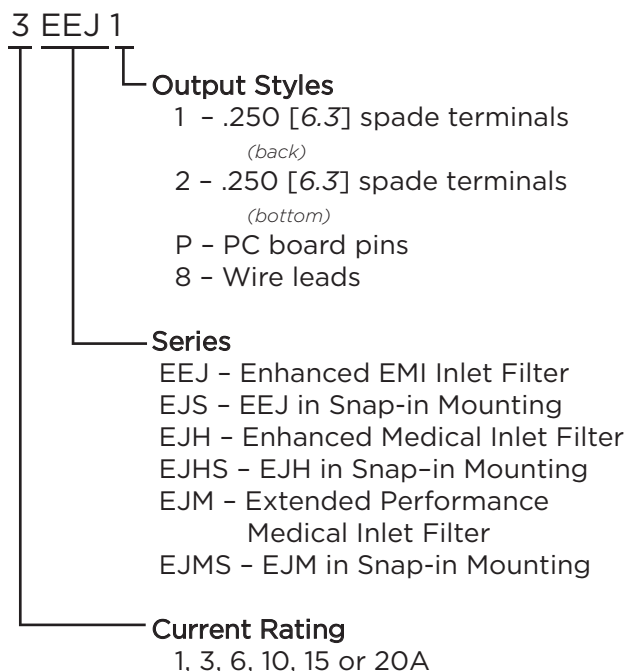 3 EEJ 1
Output Styles
1 – .250 [6.3] spade terminals
(back)
2 – .250 [6.3] spade terminals
(bottom)
P – PC board pins
8 – Wire leads
Series
EEJ – Enhanced EMI Inlet Filter
EJS – EEJ in Snap-in Mounting
EJH – Enhanced Medical Inlet Filter
EJHS – EJH in Snap–in Mounting
EJM – Extended Performance
Medical Inlet Filter
EJMS – EJM in Snap-in Mounting
Current Rating
1, 3, 6, 10, 15 or 20A